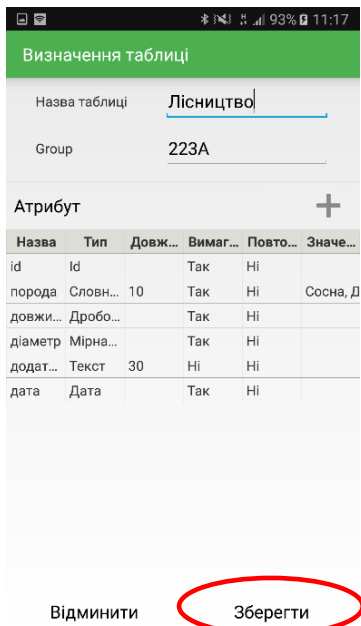 93% 11:17
Визначення таблиці
Назва таблиці Лісництво
Group 223А
Атрибут
Назва Тип Довж... Вимаг... Повто... Значе...
id Id Так Ні
порода Словн... 10 Так Ні Сосна, Д
довжи... Дробо... Так Ні
діаметр Мірна... Так Ні
додат... Текст 30 Ні Ні
дата Дата Так Ні
Відминити Зберегти